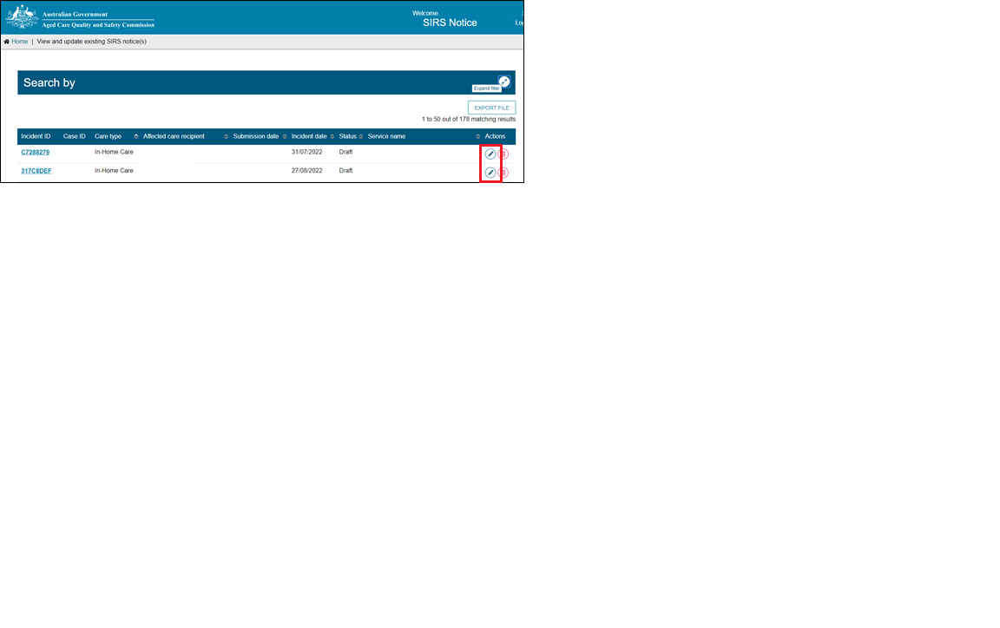 Australian Government
Aged Care Quality and Safety Commission
Welcome
SIRS Notice
Home | View and update existing SIRS notice(s)
Search by
Expand filter
EXPORT FILE
1 to 50 out of 178 matching results
Incident ID Case ID Care type Affected care recipient Submission date Incident date Status Service name Actions
C7288279 In-Home Care 31/07/2022 Draft
317C8DEF In-Home Care 27/08/2022 Draft